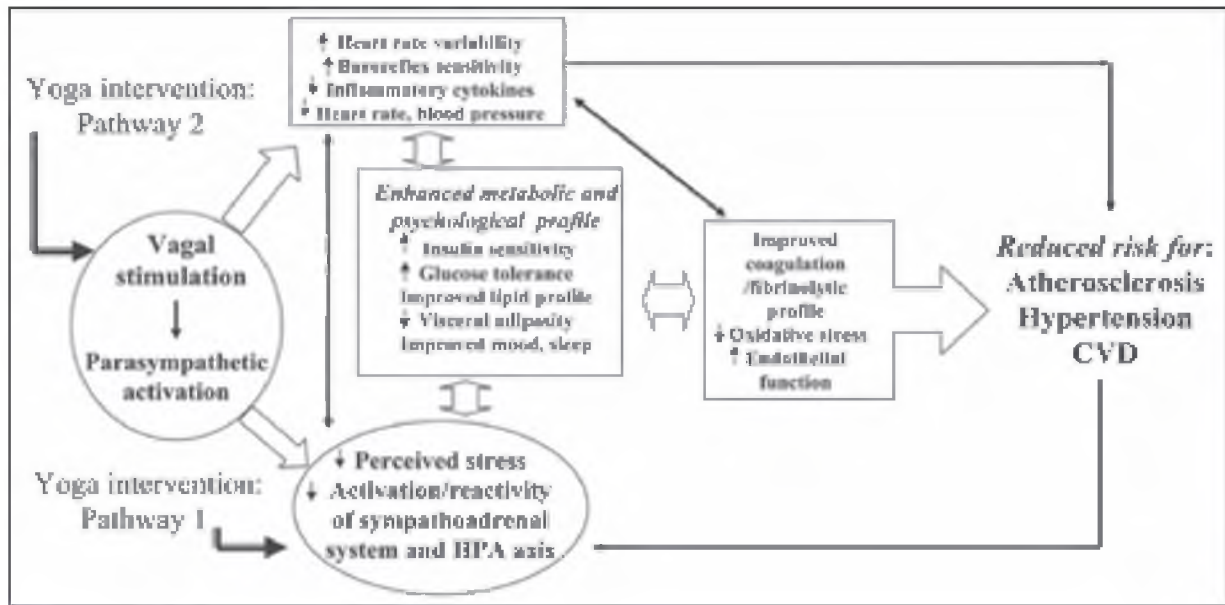 ↑ Heart rate variability
↑ Baroreflex sensitivity
↓ Inflammatory cytokines
↓ Heart rate, blood pressure
Yoga intervention:
Pathway 2
Enhanced metabolic and
psychological profile
↑ Insulin sensitivity
↑ Glucose tolerance
Improved lipid profile
↓ Visceral adiposity
Improved mood, sleep
Vagal
stimulation
Parasympathetic
activation
Improved
coagulation
/fibrinolytic
profile
↓ Oxidative stress
↑ Endothelial
function
Reduced risk for:
Atherosclerosis
Hypertension
CVD
Yoga intervention:
Pathway 1
↓ Perceived stress
↓ Activation/reactivity
of sympathoadrenal
system and HPA axis